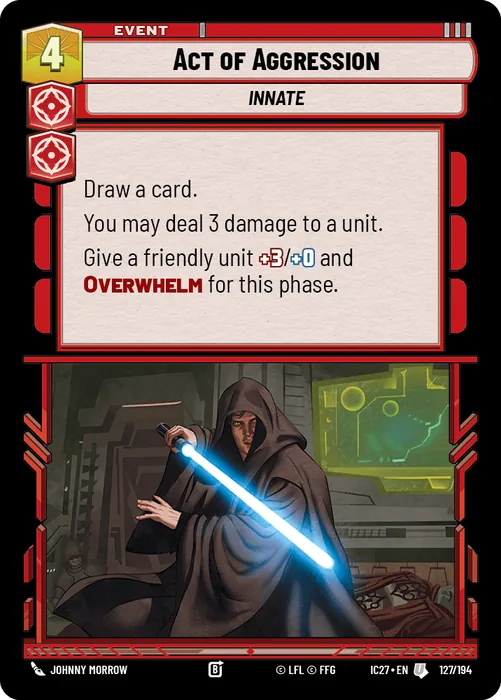 EVENT
4
ACT OF AGGRESSION
INNATE
Draw a card.
You may deal 3 damage to a unit.
Give a friendly unit +3/+0 and
OVERWHELM for this phase.
JOHNNY MORROW
B
© LFL © FFG
IC27•EN
127/194